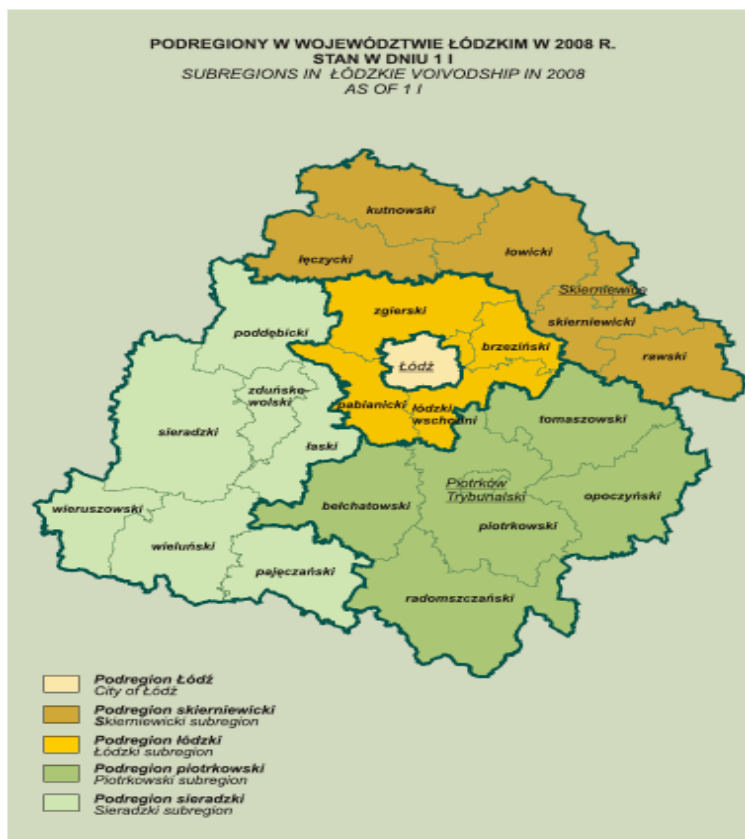 PODREGIONY W WOJEWÓDZTWIE ŁÓDZKIM W 2008 R.
STAN W DNIU 1 I
SUBREGIONS IN ŁÓDZKIE VOIVODSHIP IN 2008
AS OF 1 I
kutnowski
łowicki
łęczycki
Skierniewice
zgierski
skierniewicki
poddębicki
brzeziński
rawski
Łódź
zduńsko-
wolski
pabianicki
łódzki
wschodni
tomaszowski
sieradzki
łaski
Piotrków
Trybunalski
opoczyński
wieruszowski
bełchatowski
piotrkowski
wieluński
pajęczański
radomszczański
Podregion Łódź
City of Łódź
Podregion skierniewicki
Skierniewicki subregion
Podregion łódzki
Łódzki subregion
Podregion piotrkowski
Piotrkowski subregion
Podregion sieradzki
Sieradzki subregion